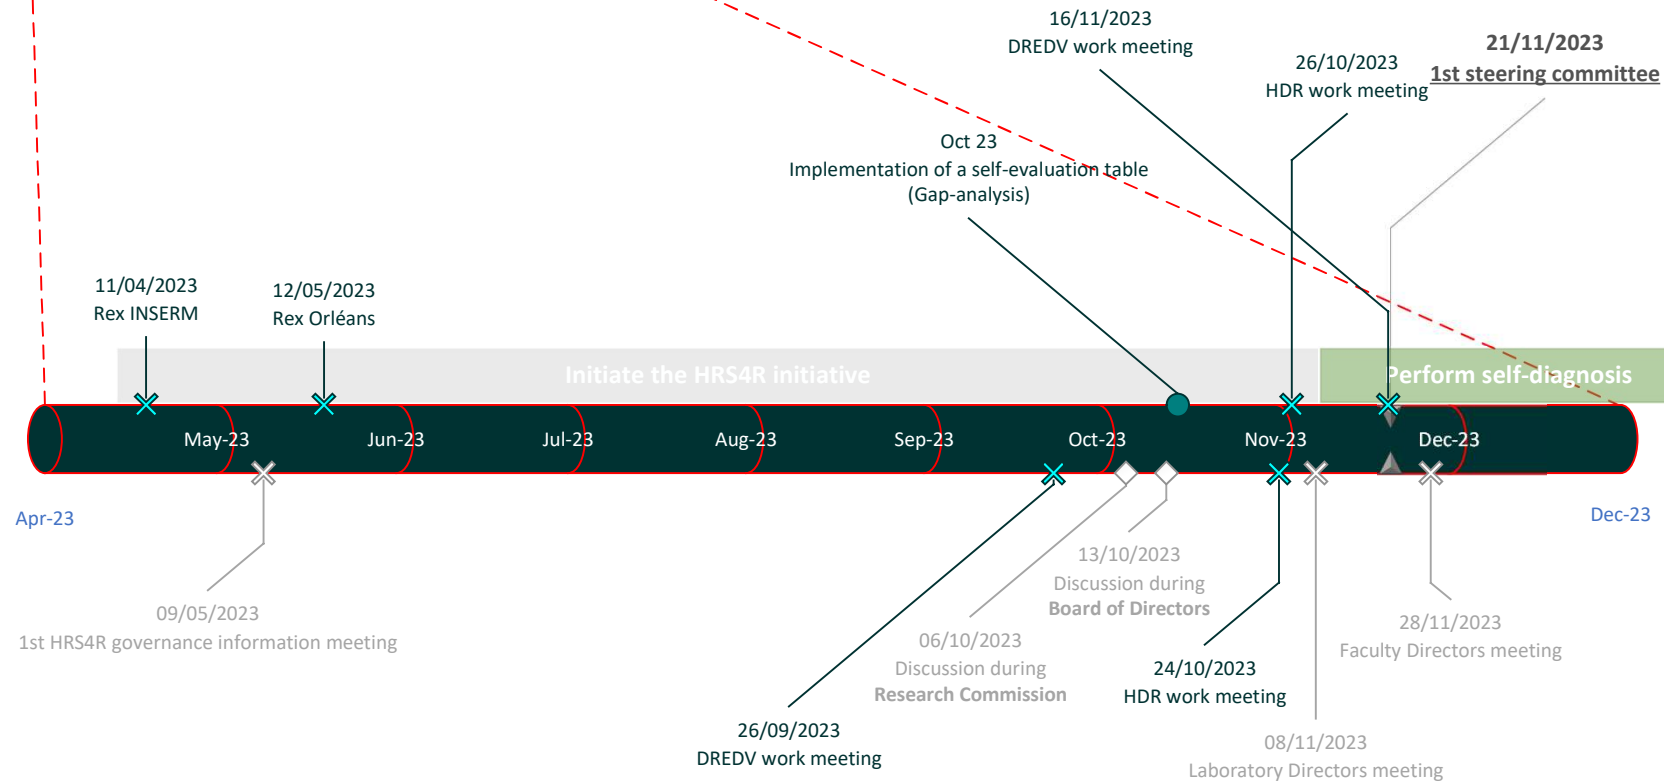 16/11/2023
DREDV work meeting
21/11/2023
1st steering committee
26/10/2023
HDR work meeting
Oct 23
Implementation of a self-evaluation table
(Gap-analysis)
11/04/2023
Rex INSERM
12/05/2023
Rex Orléans
Initiate the HRS4R initiative
Perform self-diagnosis
May-23
Jun-23
Jul-23
Aug-23
Sep-23
Oct-23
Nov-23
Dec-23
Apr-23
Dec-23
09/05/2023
1st HRS4R governance information meeting
13/10/2023
Discussion during
Board of Directors
06/10/2023
Discussion during
Research Commission
28/11/2023
Faculty Directors meeting
24/10/2023
HDR work meeting
26/09/2023
DREDV work meeting
08/11/2023
Laboratory Directors meeting